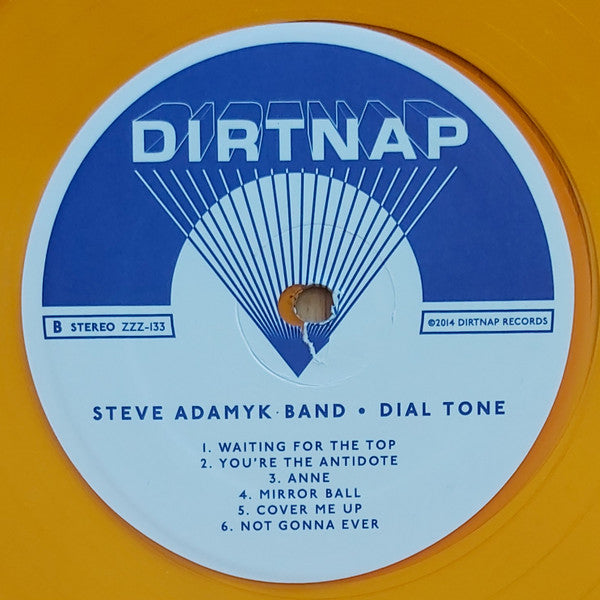 DIRTNAP
B STEREO ZZZ-133
©2014 DIRTNAP RECORDS
STEVE ADAMYK BAND • DIAL TONE
1. WAITING FOR THE TOP
2. YOU'RE THE ANTIDOTE
3. ANNE
4. MIRROR BALL
5. COVER ME UP
6. NOT GONNA EVER